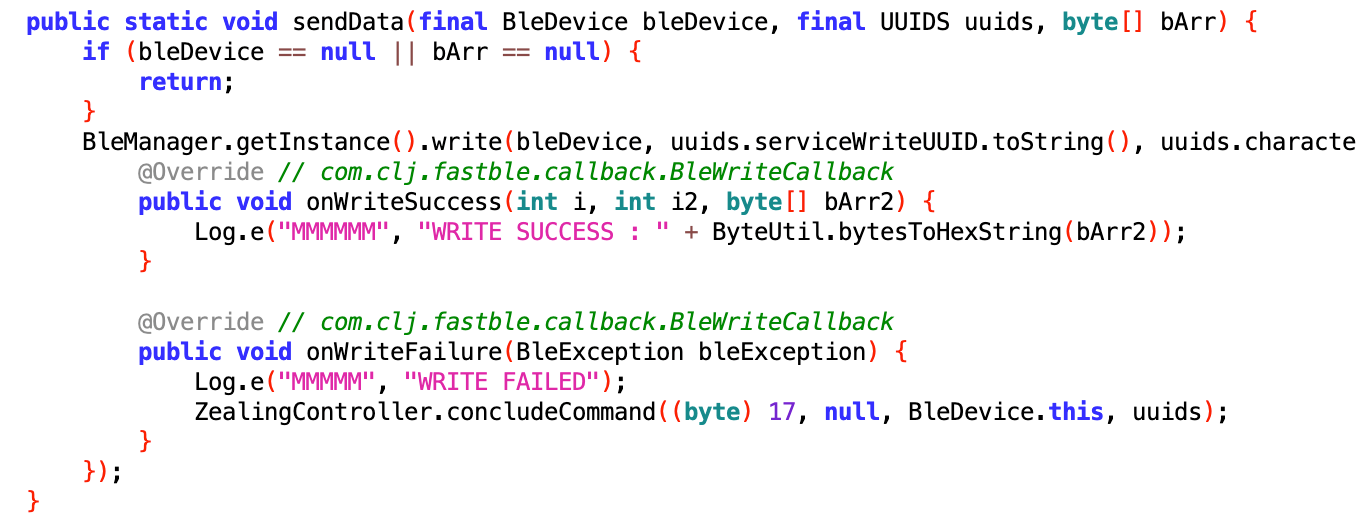 public static void sendData(final BleDevice bleDevice, final UUIDS uuids, byte[] bArr) {
    if (bleDevice == null || bArr == null) {
        return;
    }
    BleManager.getInstance().write(bleDevice, uuids.serviceWriteUUID.toString(), uuids.characte
        @Override // com.clj.fastble.callback.BleWriteCallback
        public void onWriteSuccess(int i, int i2, byte[] bArr2) {
            Log.e("MMMMMM", "WRITE SUCCESS : " + ByteUtil.bytesToHexString(bArr2));
        }

        @Override // com.clj.fastble.callback.BleWriteCallback
        public void onWriteFailure(BleException bleException) {
            Log.e("MMMMM", "WRITE FAILED");
            ZealingController.concludeCommand((byte) 17, null, BleDevice.this, uuids);
        }
    });
}